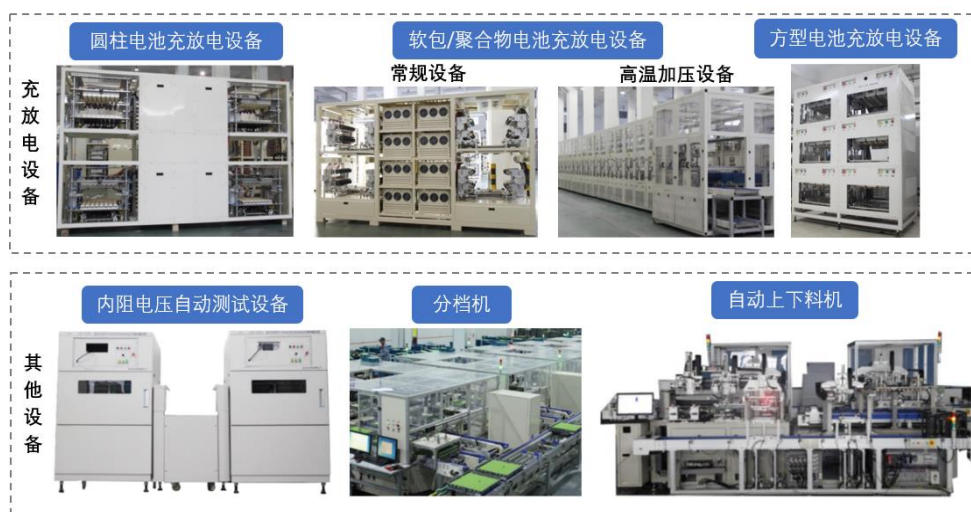 圆柱电池充放电设备
软包/聚合物电池充放电设备
方型电池充放电设备
常规设备
高温加压设备
充放电设备
内阻电压自动测试设备
分档机
自动上下料机
其他设备